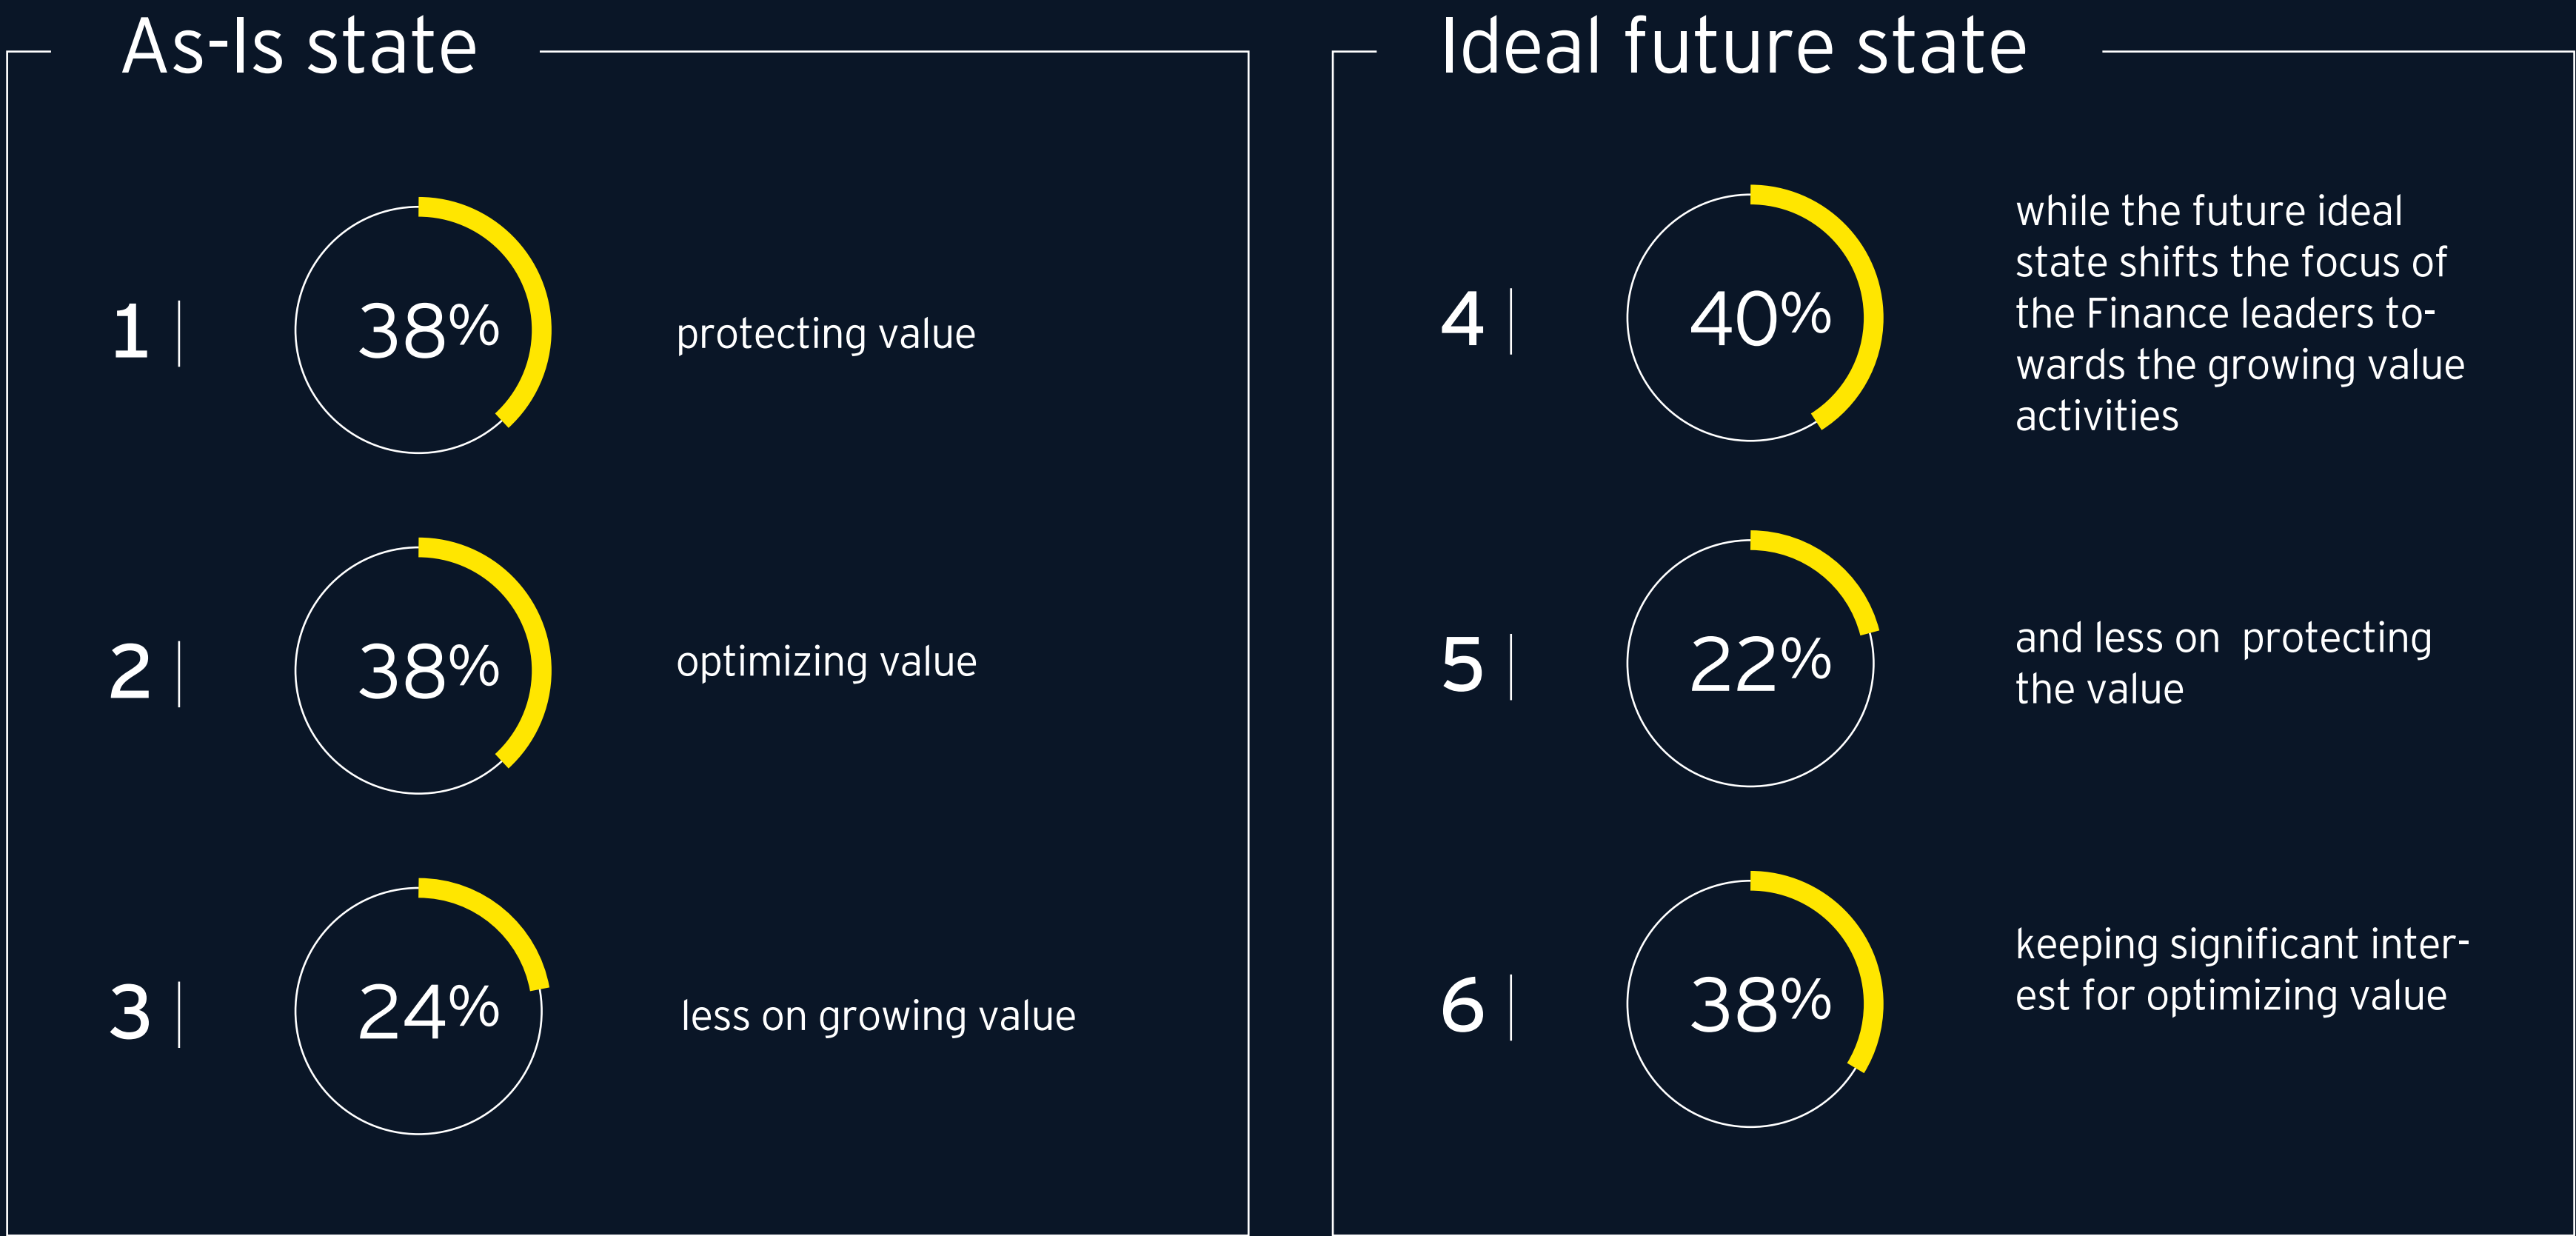 As-Is state
1
38%
protecting value
2
38%
optimizing value
3
24%
less on growing value
Ideal future state
4
40%
while the future ideal
state shifts the focus of
the Finance leaders to-
wards the growing value
activities
5
22%
and less on  protecting
the value
6
38%
keeping significant inter-
est for optimizing value